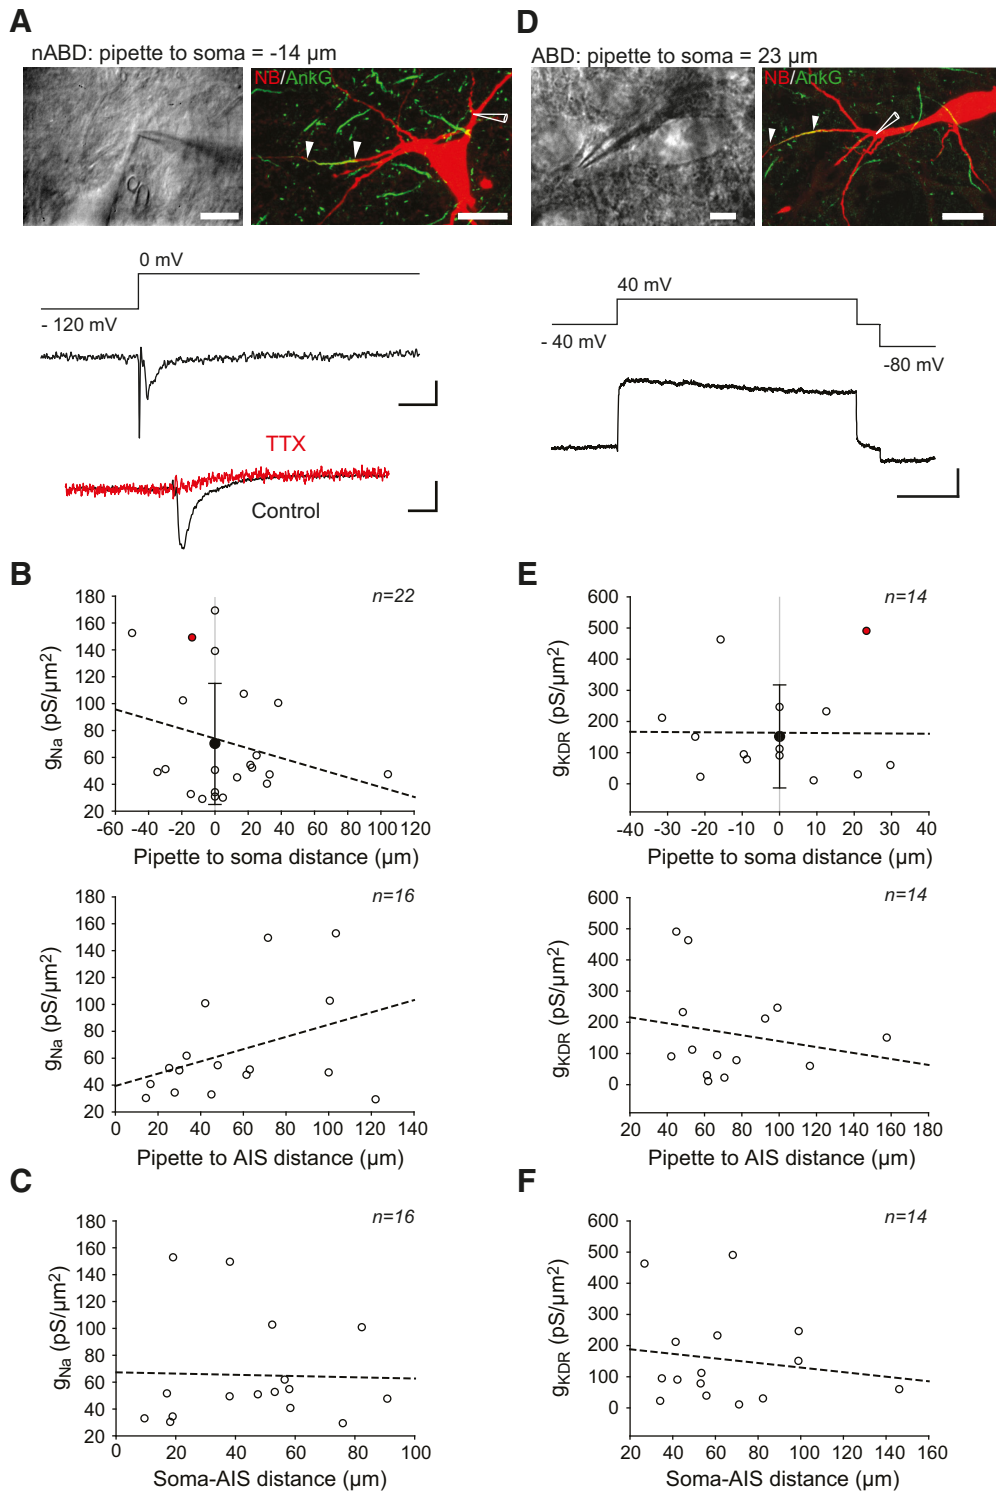 A
nABD: pipette to soma = -14 µm
NB/AnkG
0 mV
- 120 mV
TTX
Control
D
ABD: pipette to soma = 23 µm
NB/AnkG
40 mV
- 40 mV
-80 mV
B
n=22
gNa (pS/µm²)
180
160
140
120
100
80
60
40
20
-60 -40 -20 0 20 40 60 80 100 120
Pipette to soma distance (µm)
n=16
gNa (pS/µm²)
180
160
140
120
100
80
60
40
20
0 20 40 60 80 100 120 140
Pipette to AIS distance (µm)
C
n=16
gNa (pS/µm²)
180
160
140
120
100
80
60
40
20
0 20 40 60 80 100
Soma-AIS distance (µm)
E
n=14
gKDR (pS/µm²)
600
500
400
300
200
100
0
-40 -30 -20 -10 0 10 20 30 40
Pipette to soma distance (µm)
n=14
gKDR (pS/µm²)
600
500
400
300
200
100
0
20 40 60 80 100 120 140 160 180
Pipette to AIS distance (µm)
F
n=14
gKDR (pS/µm²)
600
500
400
300
200
100
0
20 40 60 80 100 120 140 160
Soma-AIS distance (µm)